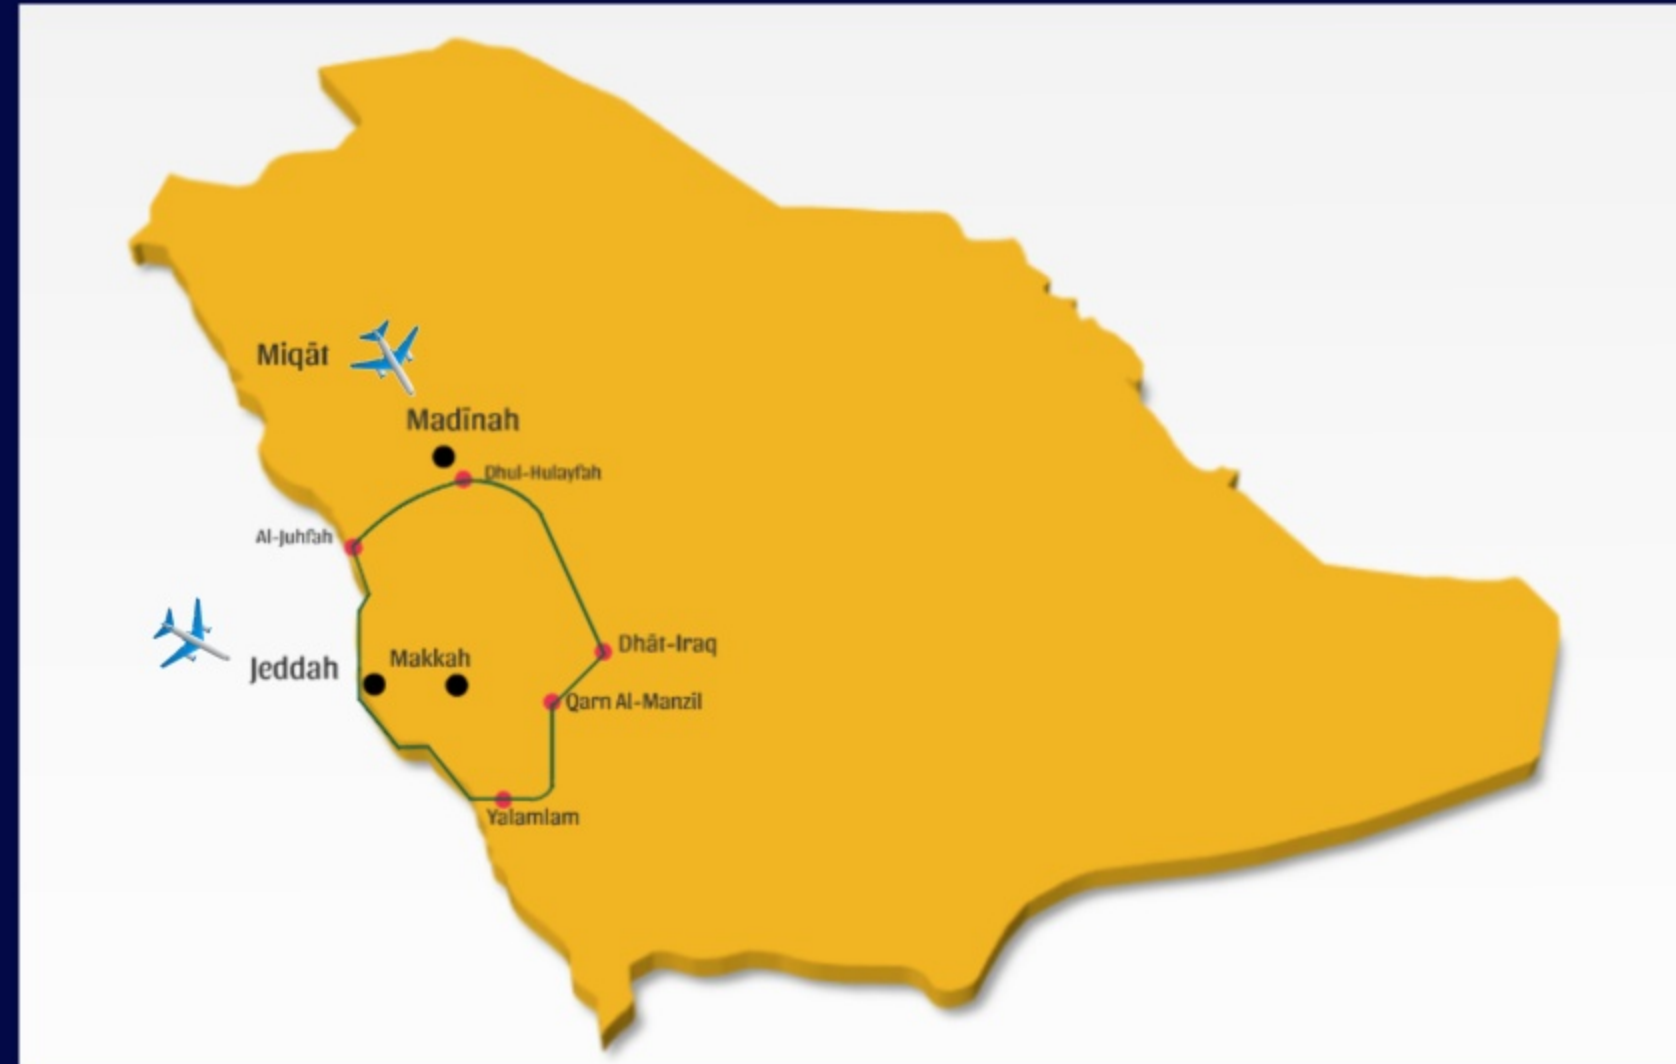 Miqāt
Madīnah
Dhul-Hulayfah
Al-Juhfah
Dhāt-Iraq
Makkah
Jeddah
Qarn Al-Manzil
Yalamlam